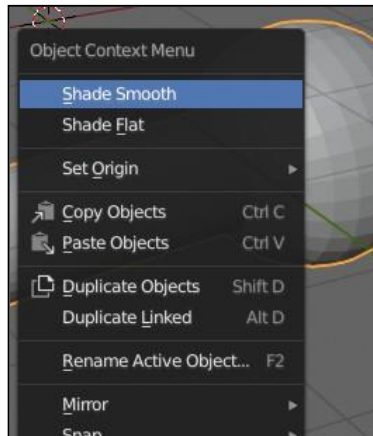 Object Context Menu
Shade Smooth
Shade Flat
Set Origin
Copy Objects Ctrl C
Paste Objects Ctrl V
Duplicate Objects Shift D
Duplicate Linked Alt D
Rename Active Object... F2
Mirror
Snap